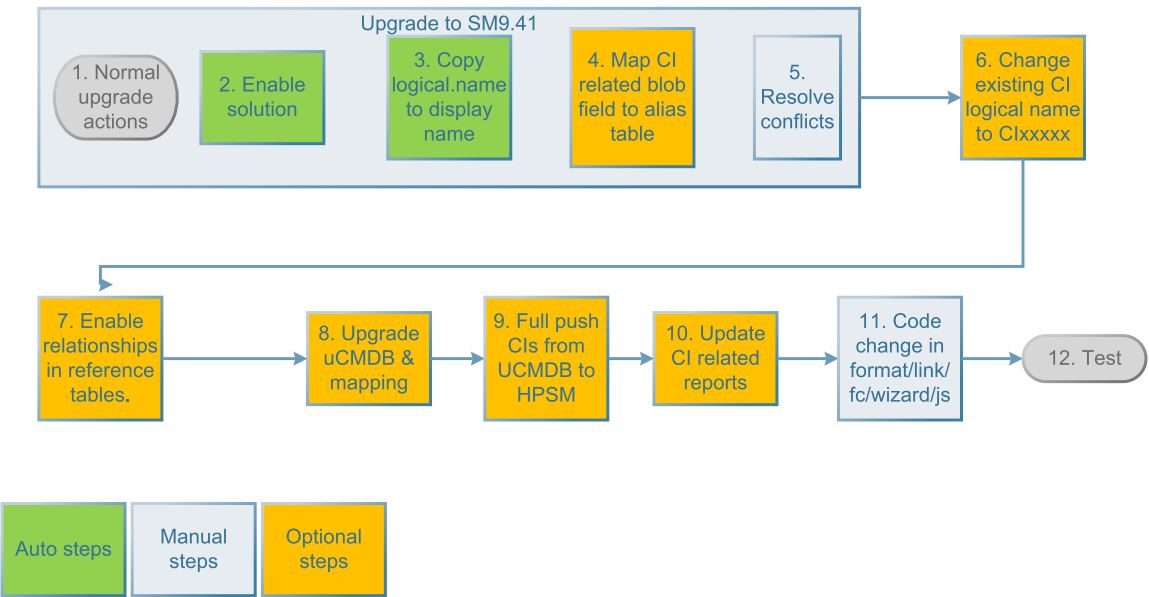 Upgrade to SM9.41
1. Normal
upgrade
actions
2. Enable
solution
3. Copy
logical.name
to display
name
4. Map CI
related blob
field to alias
table
5.
Resolve
conflicts
6. Change
existing CI
logical name
to CIxxxxx
7. Enable
relationships
in reference
tables.
8. Upgrade
uCMDB &
mapping
9. Full push
CIs from
UCMDB to
HPSM
10. Update
CI related
reports
11. Code
change in
format/link/
fc/wizard/js
12. Test
Auto steps
Manual
steps
Optional
steps